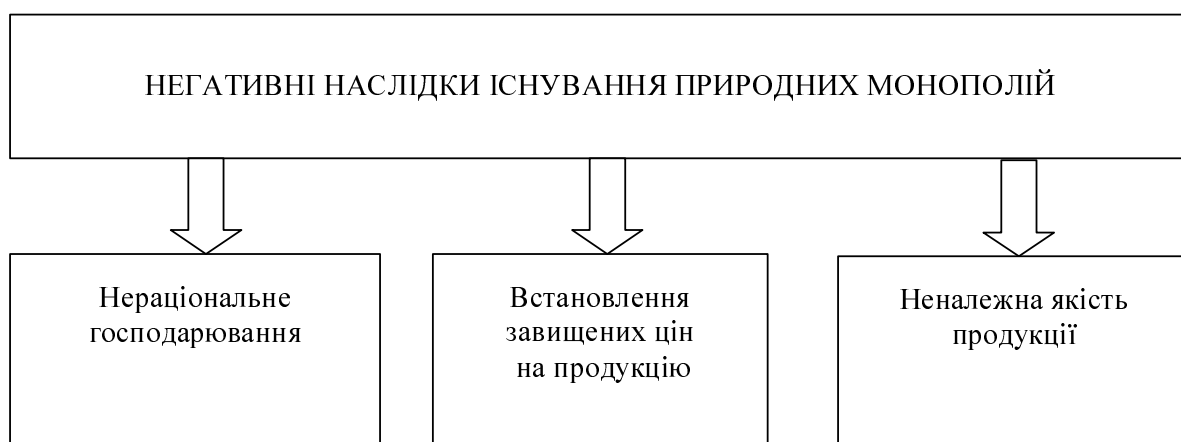 НЕГАТИВНІ НАСЛІДКИ ІСНУВАННЯ ПРИРОДНИХ МОНОПОЛІЙ
Нераціональне
господарювання
Встановлення
завищених цін
на продукцію
Неналежна якість
продукції